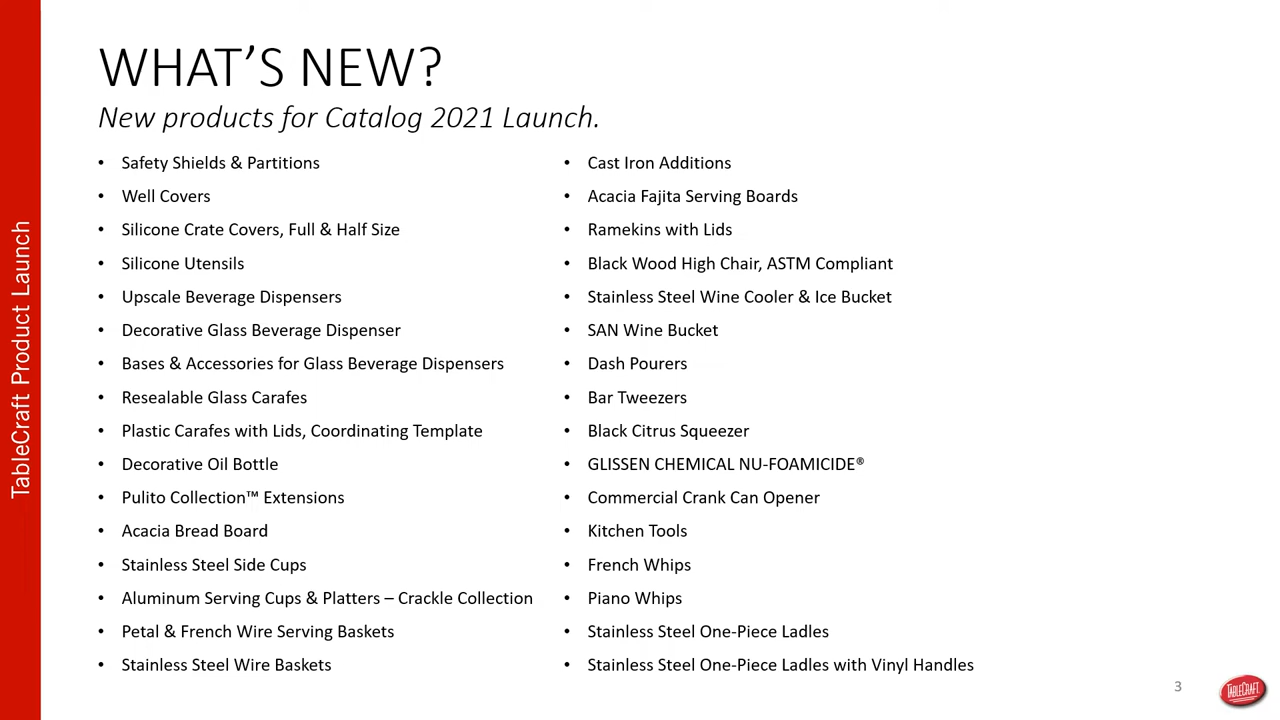 WHAT'S NEW?
New products for Catalog 2021 Launch.
• Safety Shields & Partitions
• Well Covers
• Silicone Crate Covers, Full & Half Size
• Silicone Utensils
• Upscale Beverage Dispensers
• Decorative Glass Beverage Dispenser
• Bases & Accessories for Glass Beverage Dispensers
• Resealable Glass Carafes
• Plastic Carafes with Lids, Coordinating Template
• Decorative Oil Bottle
• Pulito Collection™ Extensions
• Acacia Bread Board
• Stainless Steel Side Cups
• Aluminum Serving Cups & Platters – Crackle Collection
• Petal & French Wire Serving Baskets
• Stainless Steel Wire Baskets
• Cast Iron Additions
• Acacia Fajita Serving Boards
• Ramekins with Lids
• Black Wood High Chair, ASTM Compliant
• Stainless Steel Wine Cooler & Ice Bucket
• SAN Wine Bucket
• Dash Pourers
• Bar Tweezers
• Black Citrus Squeezer
• GLISSEN CHEMICAL NU-FOAMICIDE®
• Commercial Crank Can Opener
• Kitchen Tools
• French Whips
• Piano Whips
• Stainless Steel One-Piece Ladles
• Stainless Steel One-Piece Ladles with Vinyl Handles
TableCraft Product Launch
3
TABLECRAFT